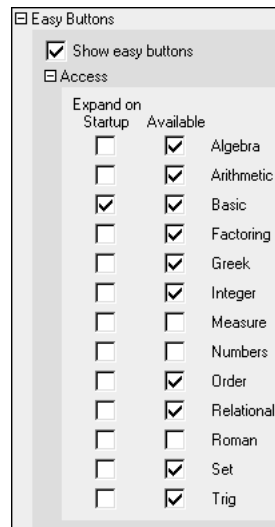 Easy Buttons
Show easy buttons
Access
Expand on
Startup Available
Algebra
Arithmetic
Basic
Factoring
Greek
Integer
Measure
Numbers
Order
Relational
Roman
Set
Trig